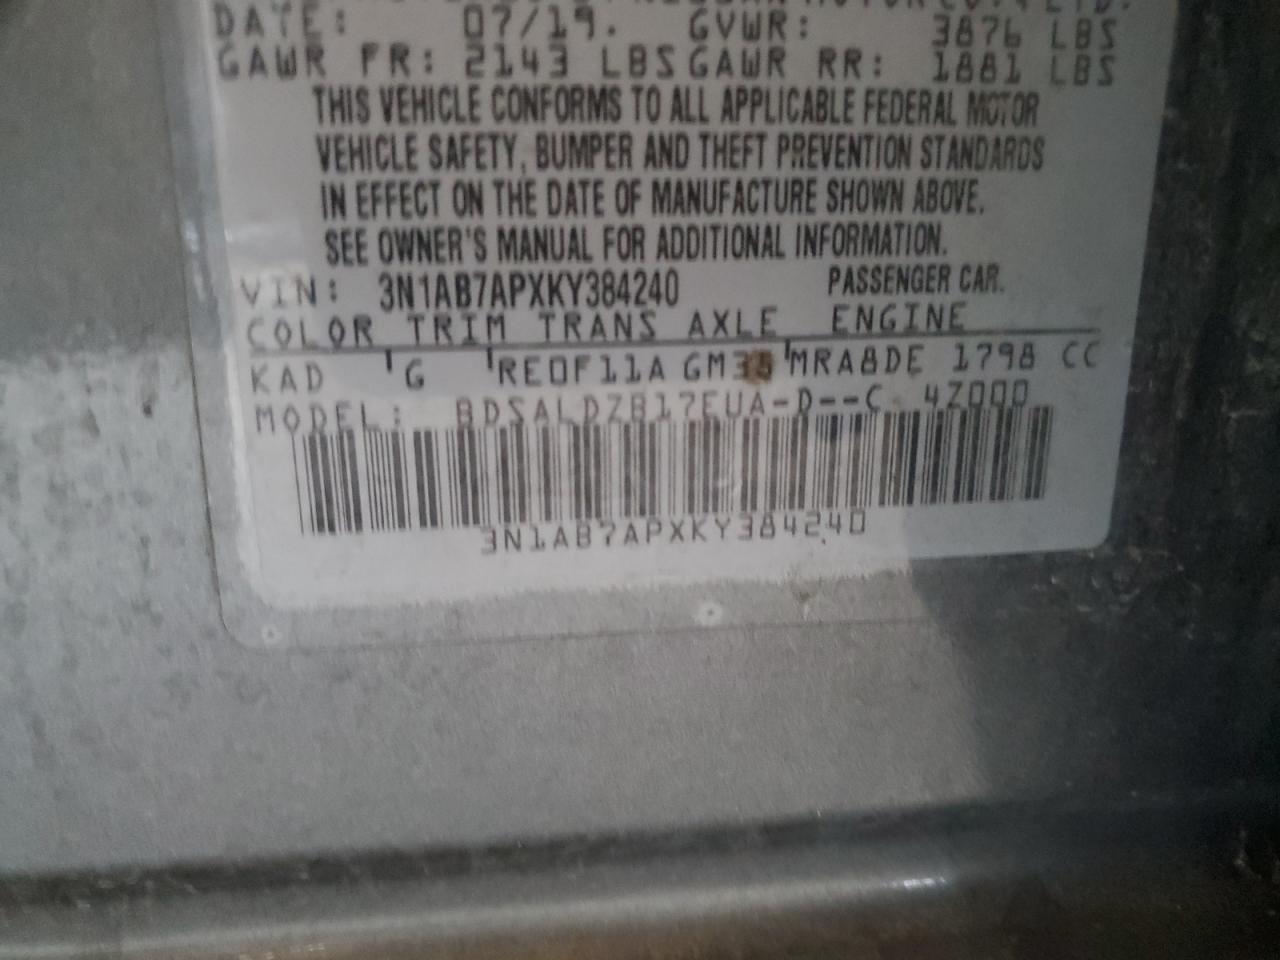 DATE: 07/19. GVWR: 3876 LBS
GAWR FR: 2143 LBS GAWR RR: 1881 LBS
THIS VEHICLE CONFORMS TO ALL APPLICABLE FEDERAL MOTOR
VEHICLE SAFETY, BUMPER AND THEFT PREVENTION STANDARDS
IN EFFECT ON THE DATE OF MANUFACTURE SHOWN ABOVE.
SEE OWNER'S MANUAL FOR ADDITIONAL INFORMATION.
VIN: 3N1AB7APXKY384240 PASSENGER CAR.
COLOR TRIM TRANS AXLE ENGINE
KAD G RE0F11A GM35 MRA8DE 1798 CC
MODEL: BDSALDZB17EUA-D--C 4Z000
3N1AB7APXKY384240